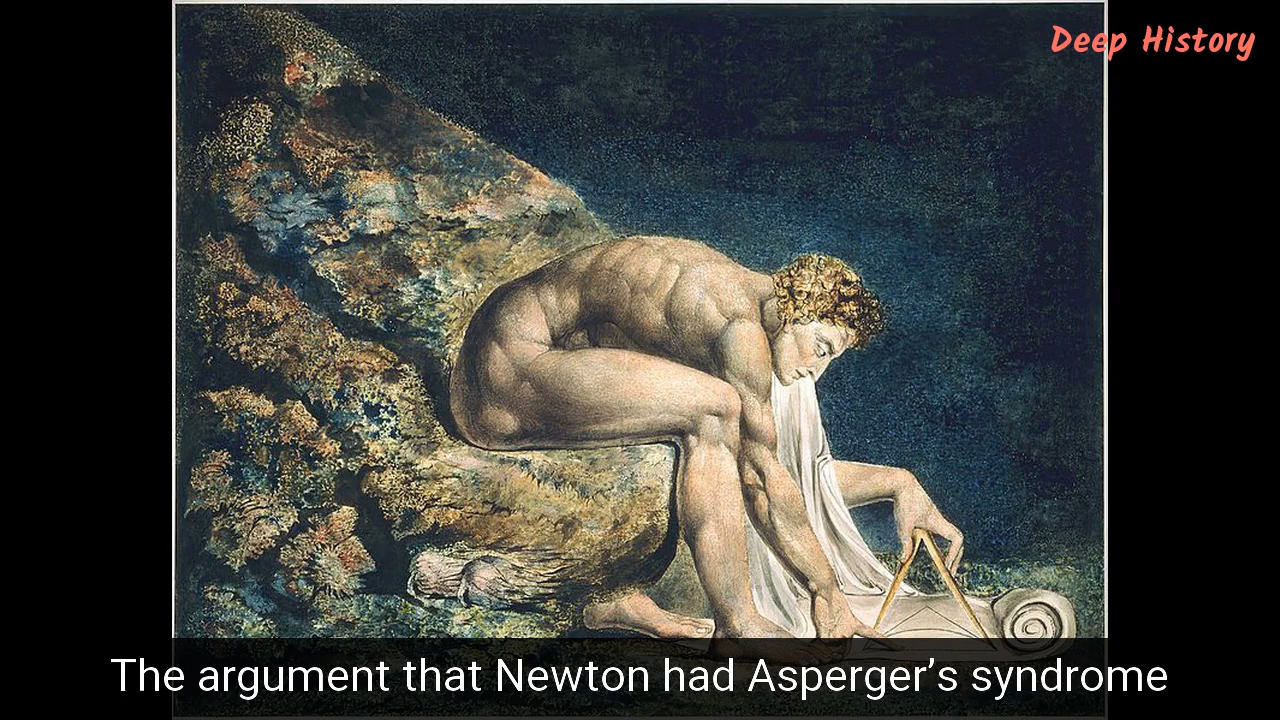 Deep History
The argument that Newton had Asperger’s syndrome